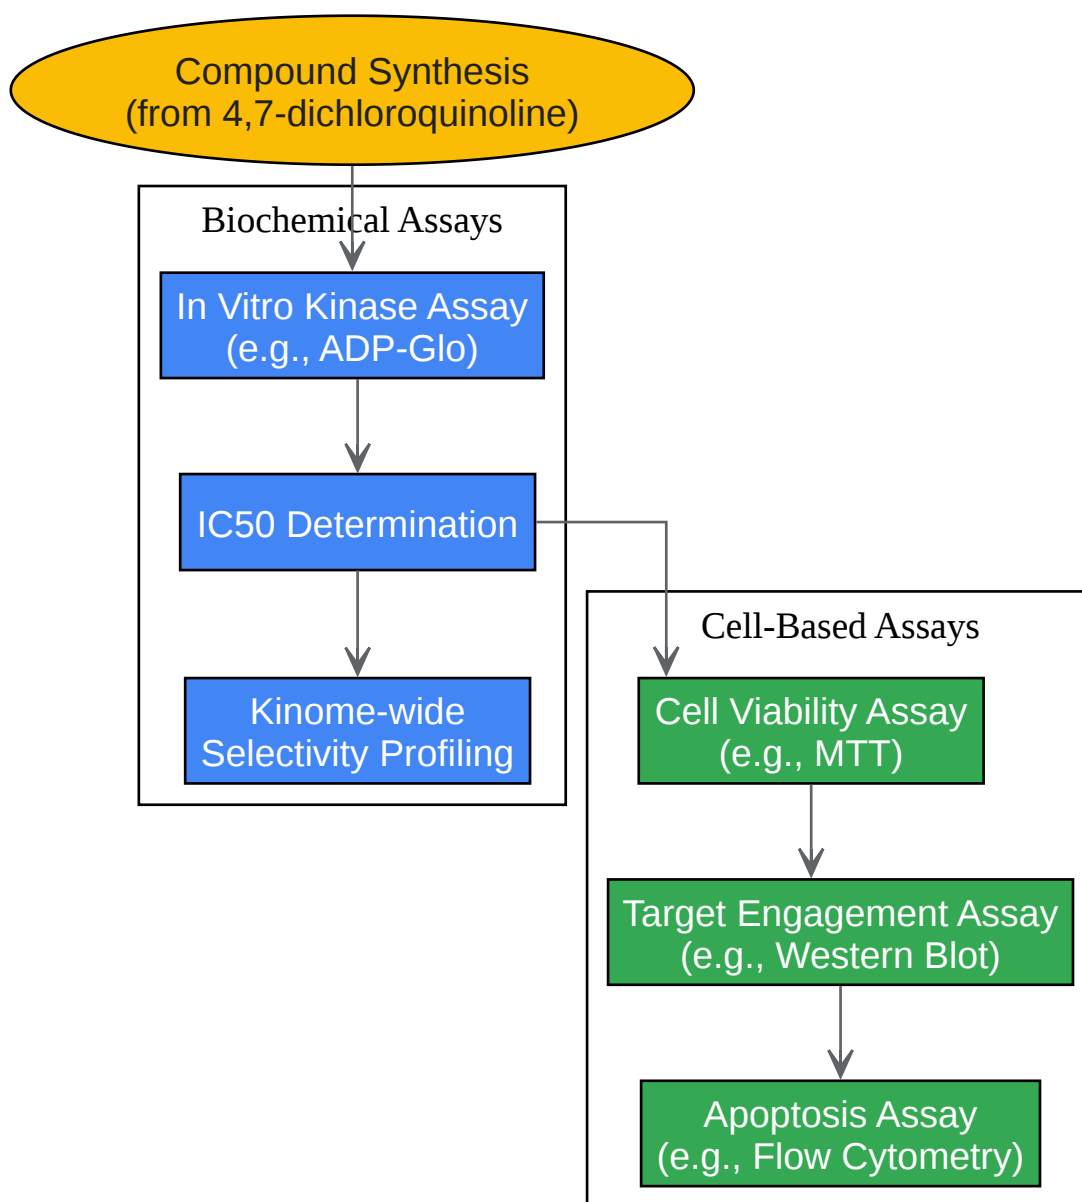 Compound Synthesis
(from 4,7-dichloroquinoline)
Biochemical Assays
In Vitro Kinase Assay
(e.g., ADP-Glo)
IC50 Determination
Kinome-wide
Selectivity Profiling
Cell-Based Assays
Cell Viability Assay
(e.g., MTT)
Target Engagement Assay
(e.g., Western Blot)
Apoptosis Assay
(e.g., Flow Cytometry)